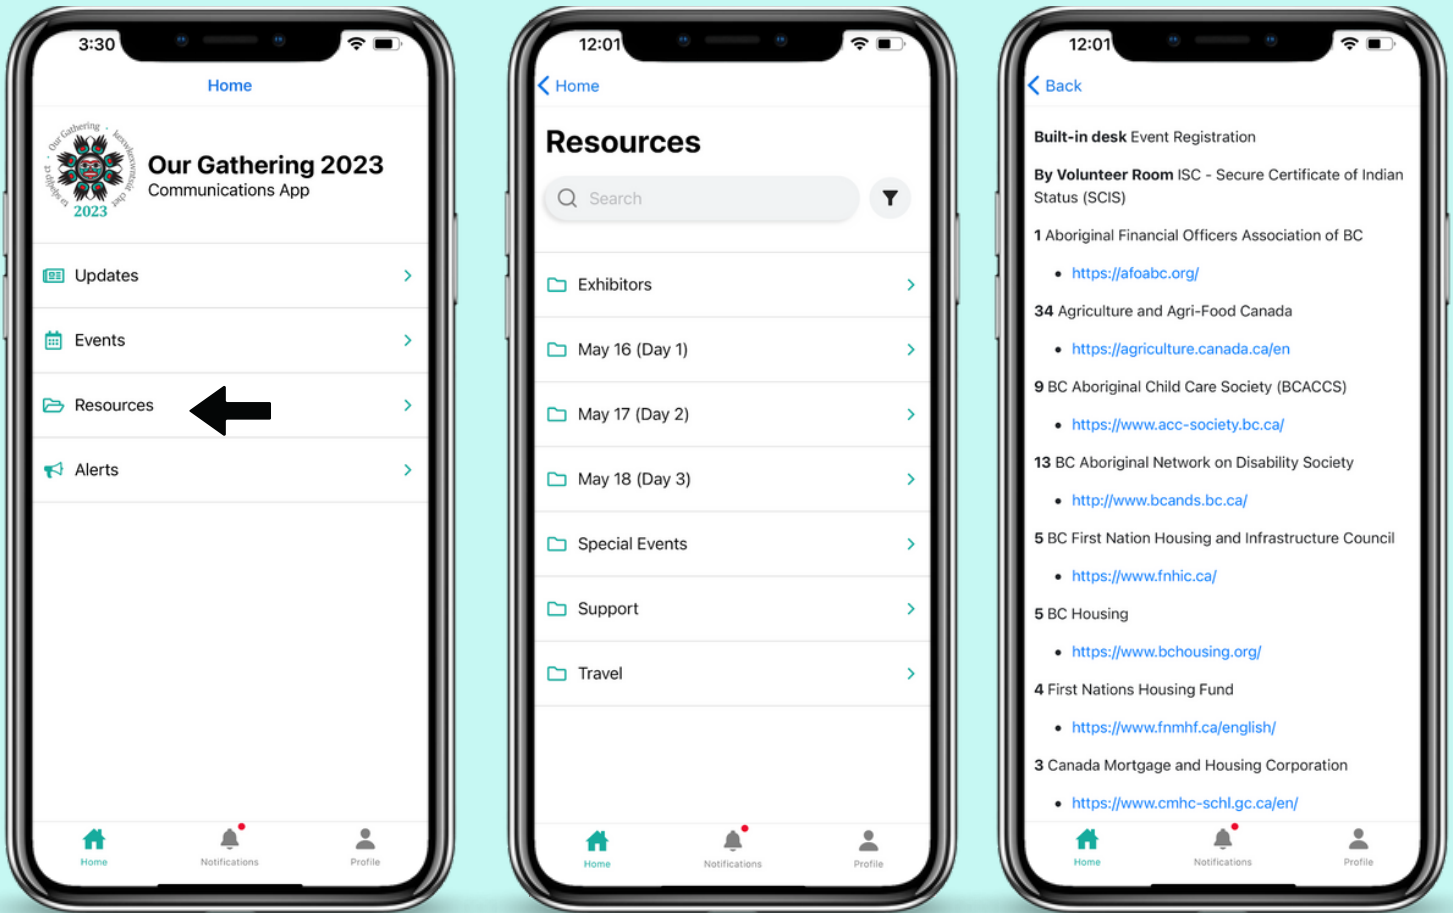 3:30
Home
Our Gathering
2023
Our Gathering 2023
Communications App
Updates
Events
Resources
Alerts
Home
Notifications
Profile
12:01
Home
Resources
Search
Exhibitors
May 16 (Day 1)
May 17 (Day 2)
May 18 (Day 3)
Special Events
Support
Travel
Home
Notifications
Profile
12:01
Back
Built-in desk Event Registration
By Volunteer Room ISC - Secure Certificate of Indian
Status (SCIS)
1 Aboriginal Financial Officers Association of BC
• https://afoabc.org/
34 Agriculture and Agri-Food Canada
• https://agriculture.canada.ca/en
9 BC Aboriginal Child Care Society (BCACCS)
• https://www.acc-society.bc.ca/
13 BC Aboriginal Network on Disability Society
• http://www.bcands.bc.ca/
5 BC First Nation Housing and Infrastructure Council
• https://www.fnhic.ca/
5 BC Housing
• https://www.bchousing.org/
4 First Nations Housing Fund
• https://www.fnmhf.ca/english/
3 Canada Mortgage and Housing Corporation
• https://www.cmhc-schl.gc.ca/en/
Home
Notifications
Profile